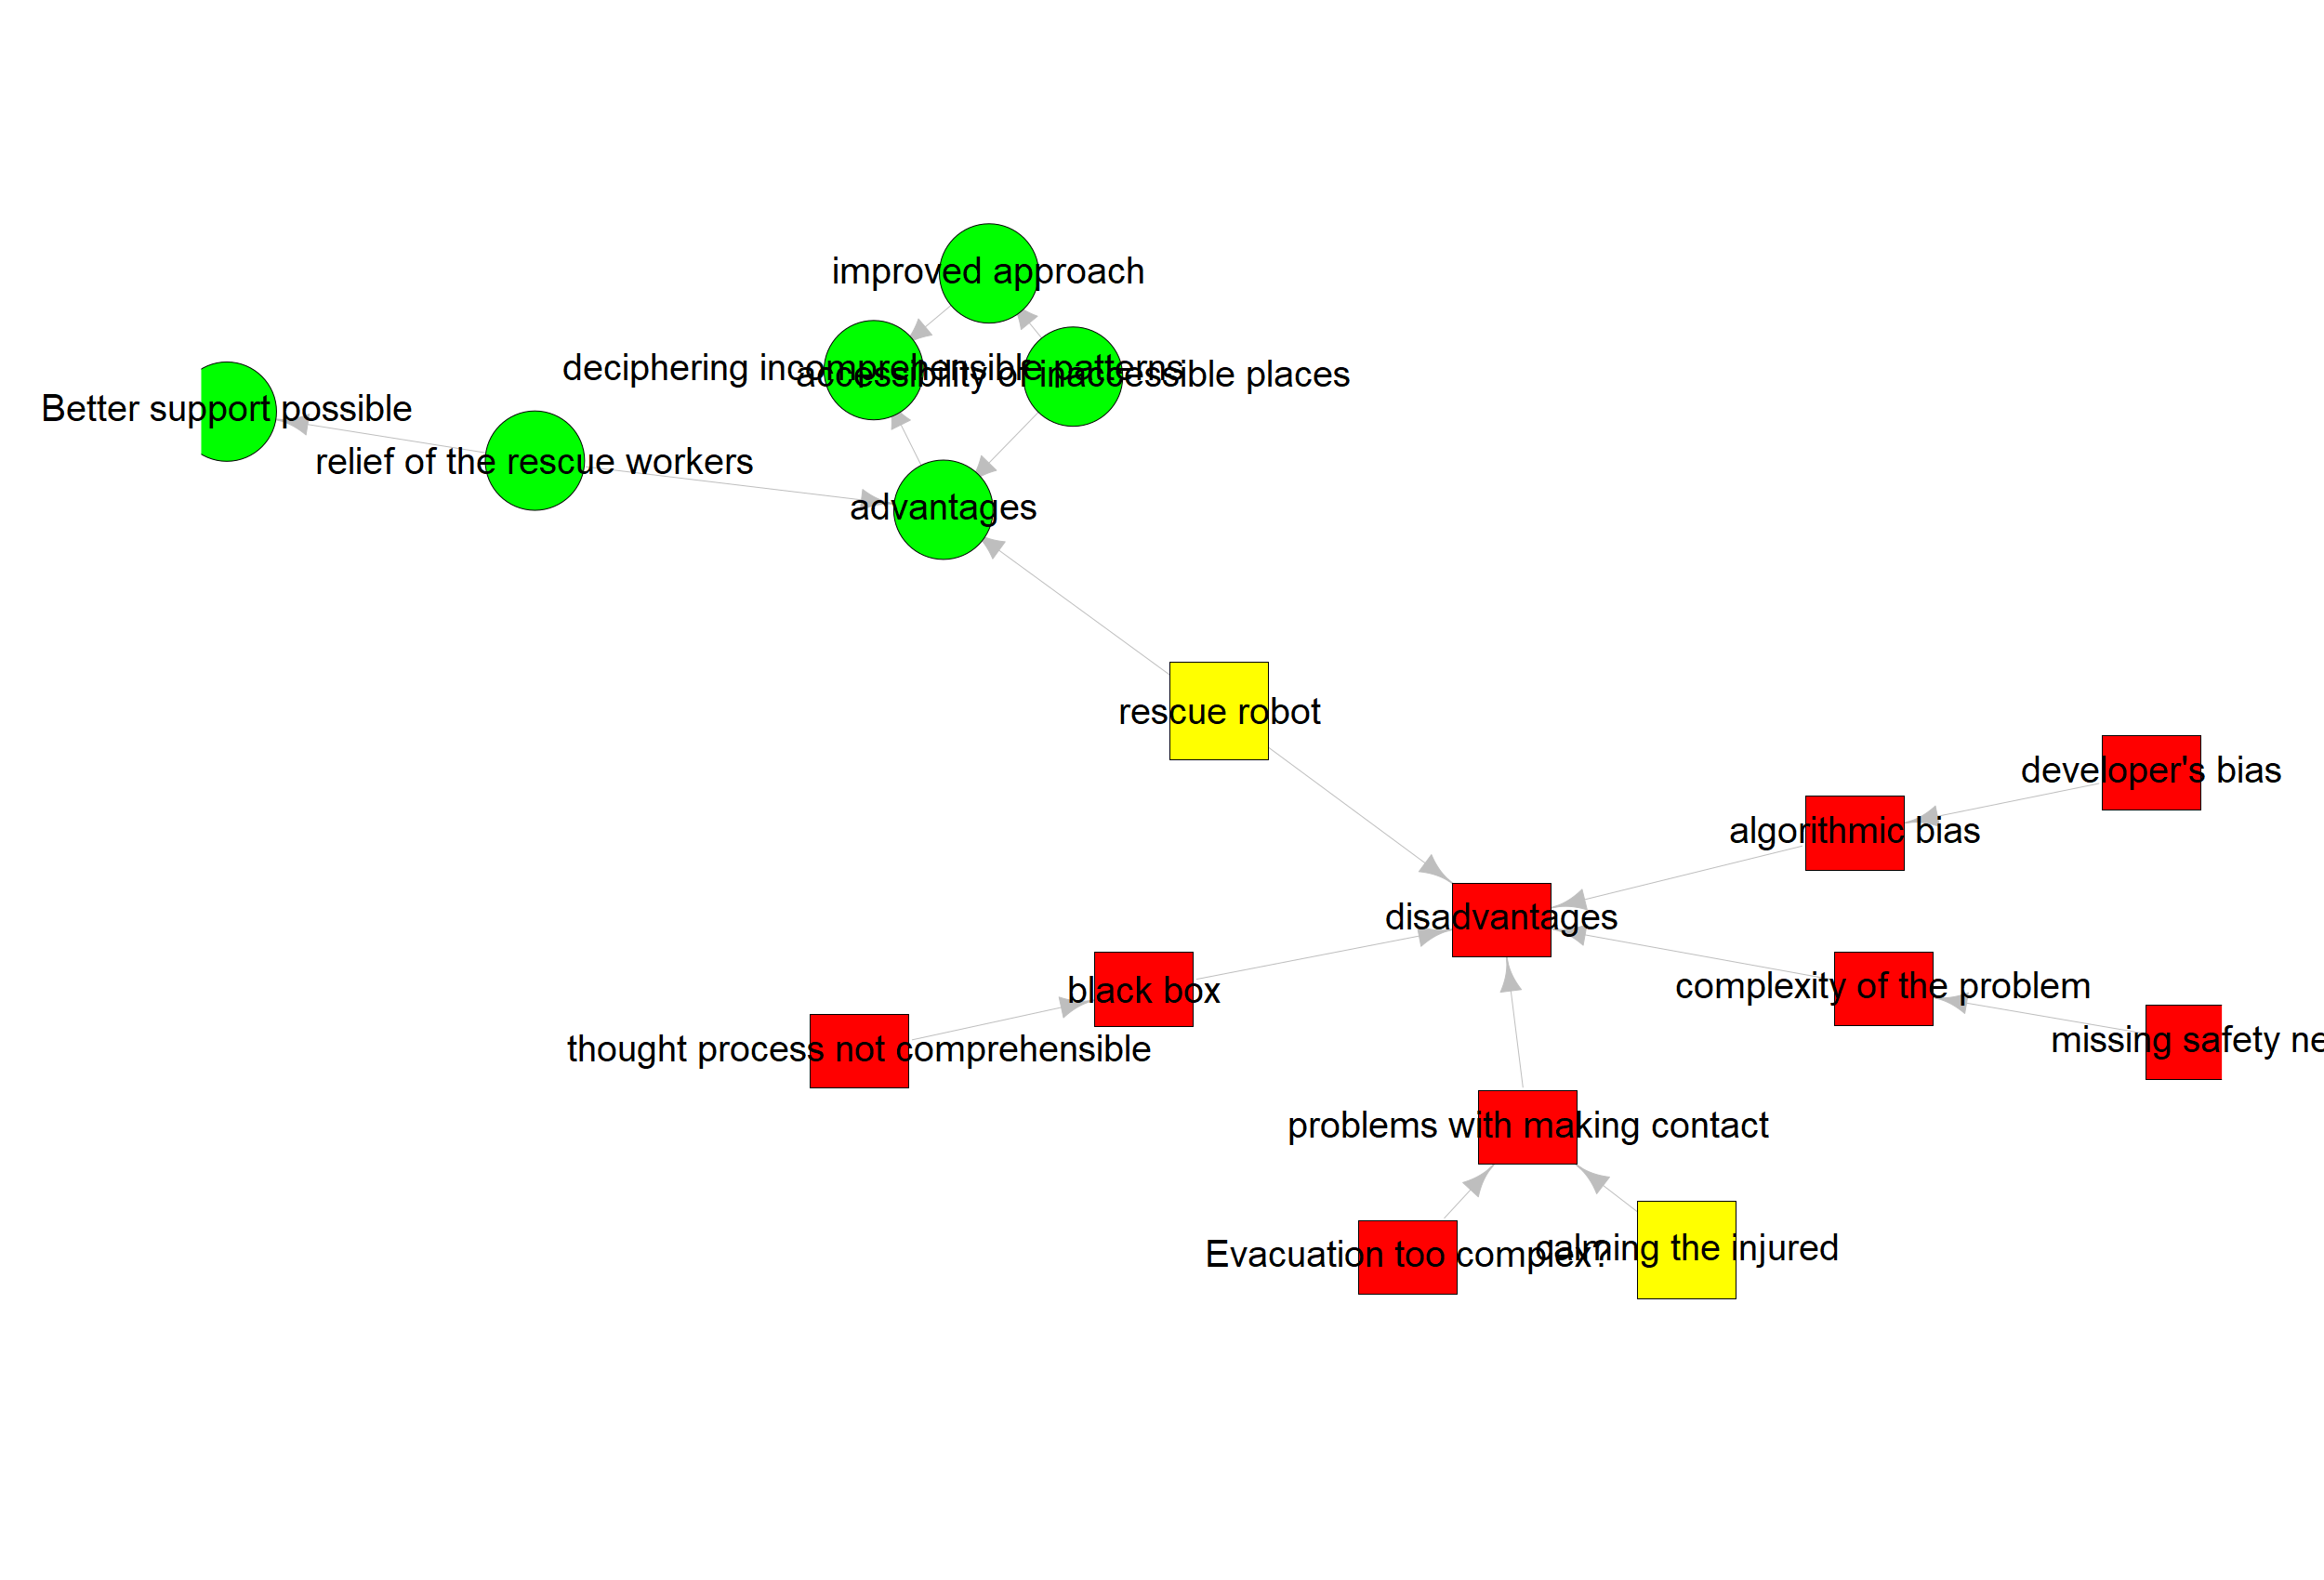 improved approach
deciphering incomprehensible patterns
accessibility of inaccessible places
Better support possible
relief of the rescue workers
advantages
rescue robot
developer's bias
algorithmic bias
disadvantages
black box
complexity of the problem
thought process not comprehensible
missing safety ne
problems with making contact
Evacuation too complex?
calming the injured